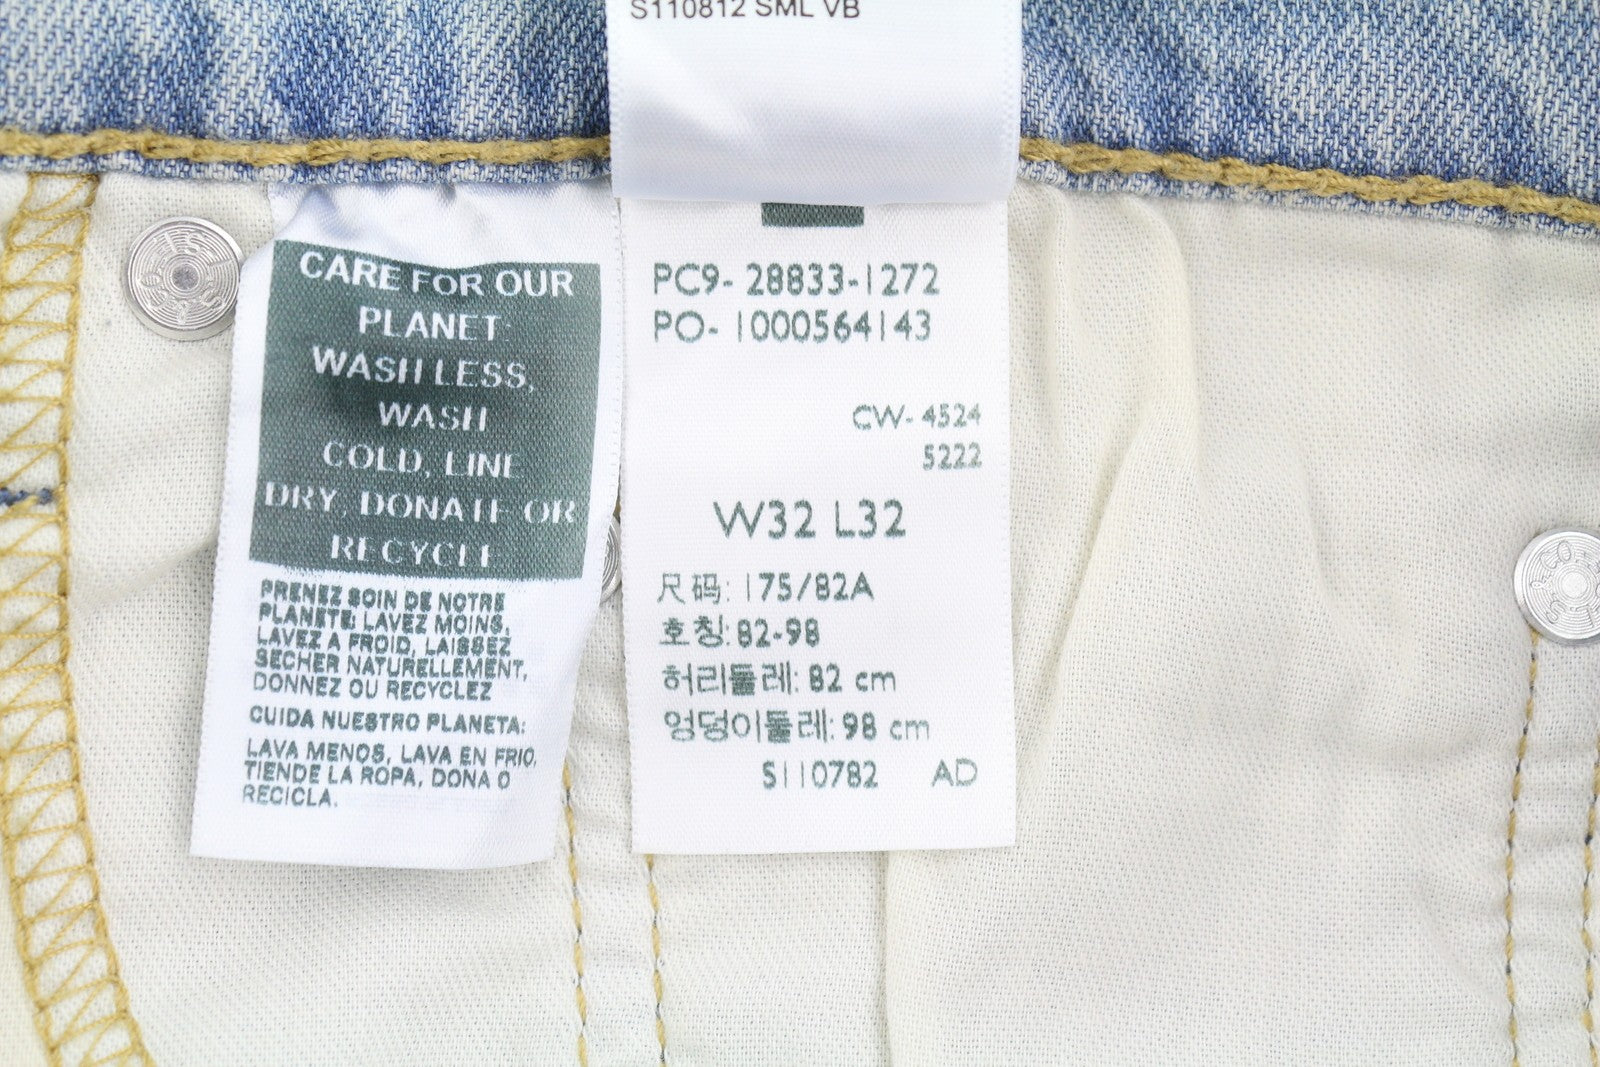 S110812 SML VB
CARE FOR OUR
PLANET:
WASH LESS,
WASH
COLD, LINE
DRY, DONATE OR
RECYCLE
PRENEZ SOIN DE NOTRE
PLANETE: LAVEZ MOINS,
LAVEZ A FROID, LAISSEZ
SECHER NATURELLEMENT,
DONNEZ OU RECYCLEZ
CUIDA NUESTRO PLANETA:
LAVA MENOS, LAVA EN FRIO,
TIENDE LA ROPA, DONA O
RECICLA.
PC9- 28833-1272
PO- 1000564143
CW- 4524
5222
W32 L32
尺码: 175/82A
호칭: 82-98
허리둘레: 82 cm
엉덩이둘레: 98 cm
S110782 AD